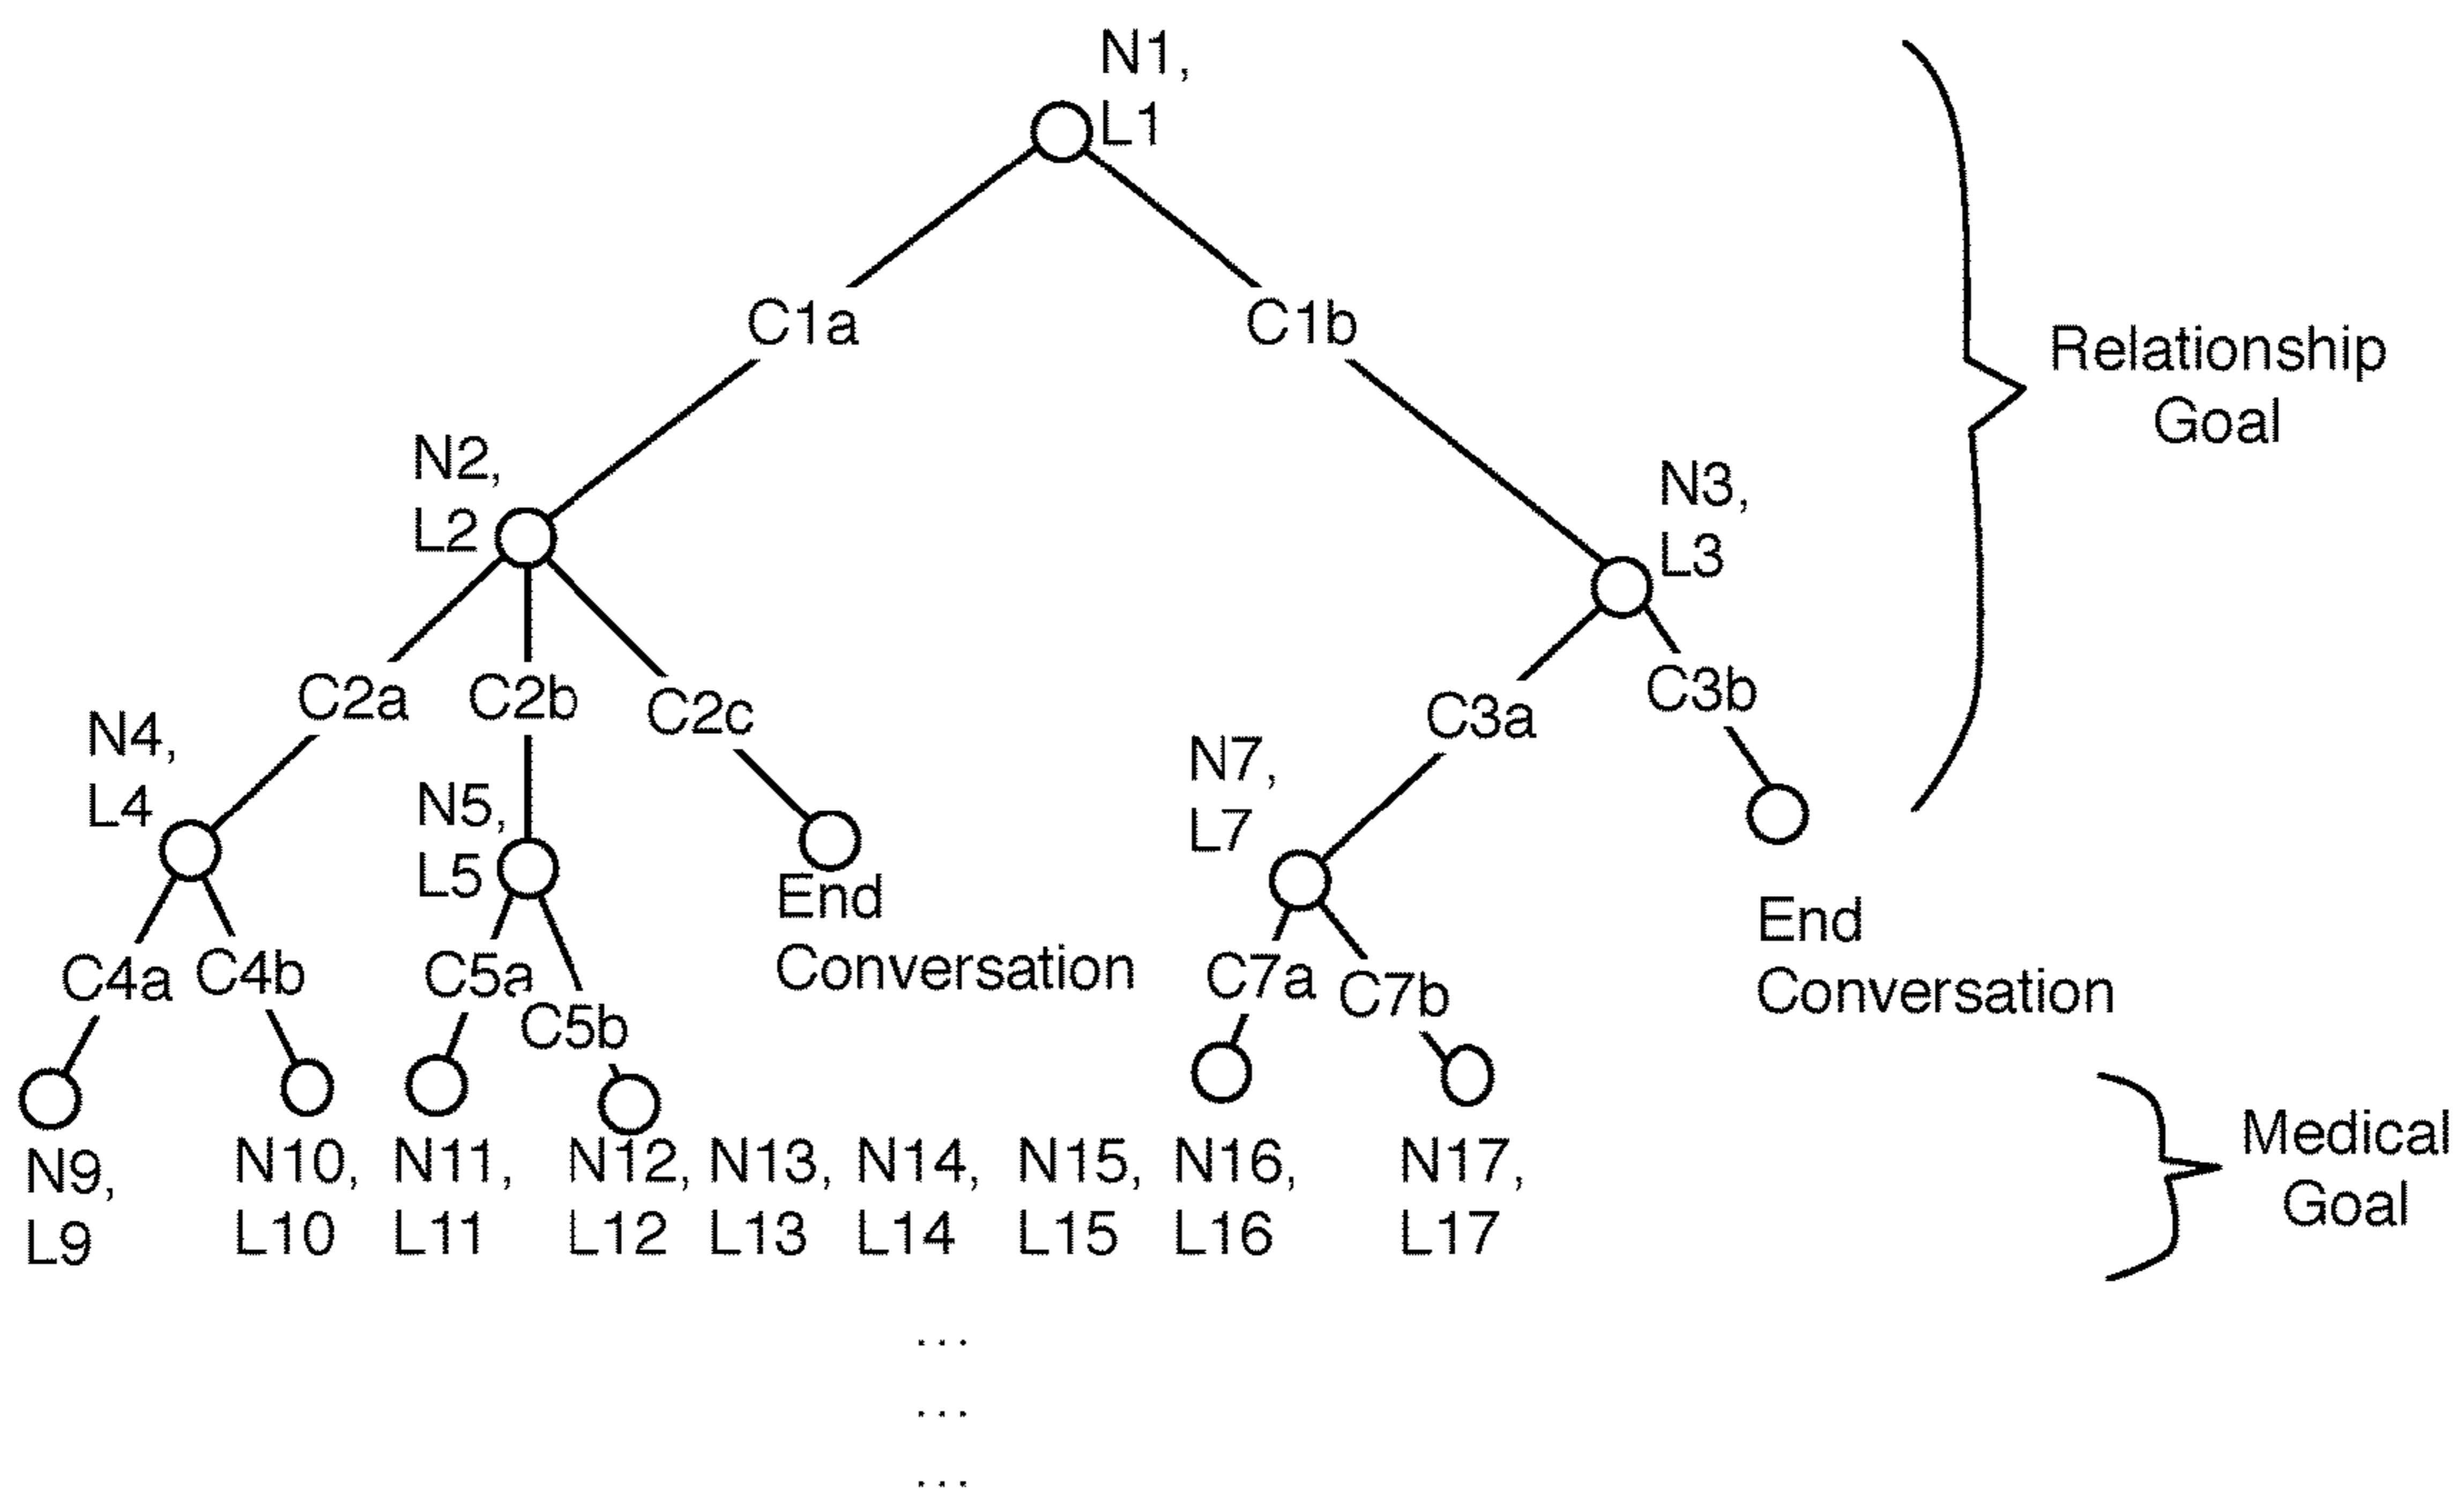 N1,
L1
C1a
C1b
Relationship
Goal
N2,
L2
N3,
L3
C2a
C2b
C2c
C3a
C3b
N4,
L4
N5,
L5
N7,
L7
End
Conversation
End
Conversation
C4a
C4b
C5a
C5b
C7a
C7b
Medical
Goal
N9,
L9
N10,
L10
N11,
L11
N12,
L12
N13,
L13
N14,
L14
N15,
L15
N16,
L16
N17,
L17
...
...
...